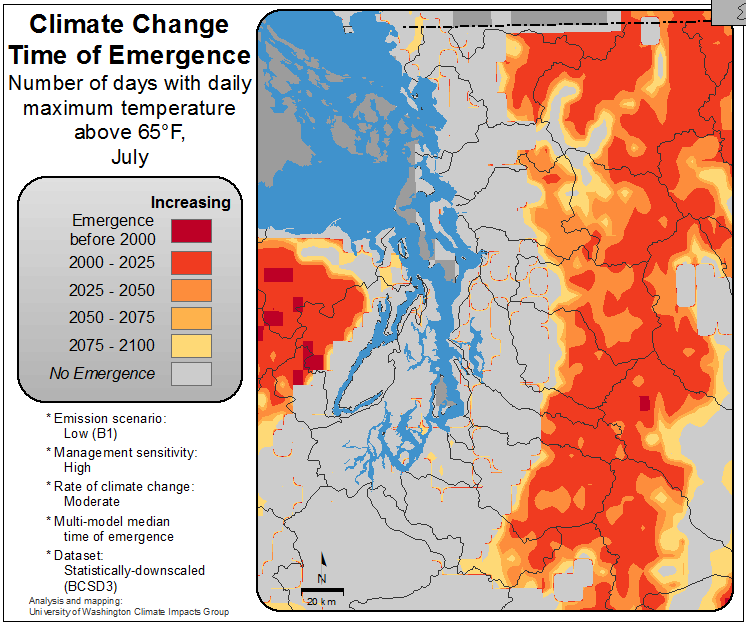 Climate Change
Time of Emergence
Number of days with daily
maximum temperature
above 65°F,
July
Increasing
Emergence
before 2000
2000 - 2025
2025 - 2050
2050 - 2075
2075 - 2100
No Emergence
* Emission scenario:
Low (B1)
* Management sensitivity:
High
* Rate of climate change:
Moderate
* Multi-model median
time of emergence
* Dataset:
Statistically-downscaled
(BCSD3)
Analysis and mapping:
University of Washington Climate Impacts Group
N
20 km